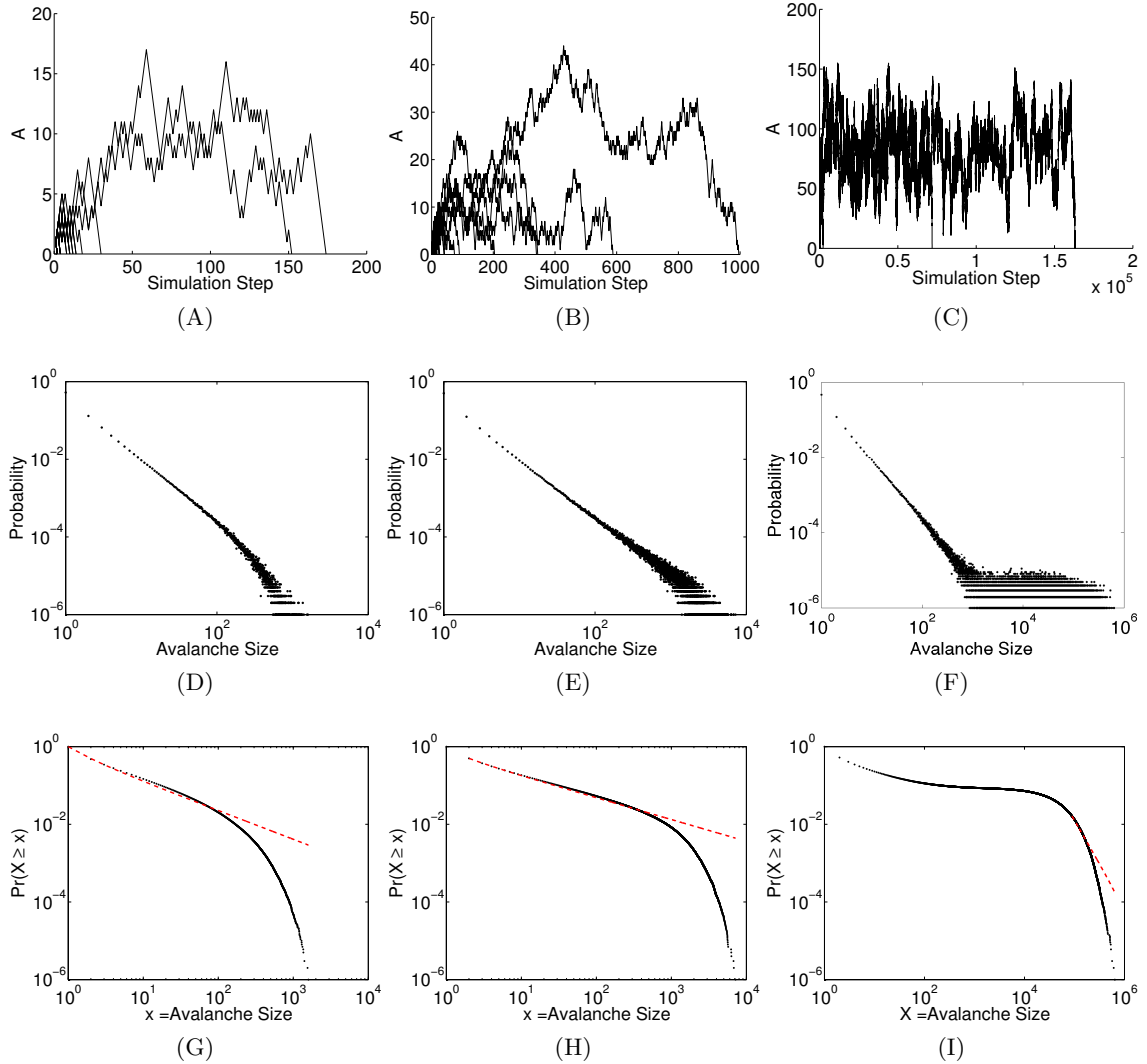 20
15
10
5
0
A
0 50 100 150 200
Simulation Step
(A)
50
40
30
20
10
0
A
0 200 400 600 800 1000
Simulation Step
(B)
200
150
100
50
0
A
0 0.5 1 1.5 2
Simulation Step
x 10^5
(C)
10^0
10^-2
10^-4
10^-6
Probability
10^0 10^2 10^4
Avalanche Size
(D)
10^0
10^-2
10^-4
10^-6
Probability
10^0 10^2 10^4
Avalanche Size
(E)
10^0
10^-2
10^-4
10^-6
Probability
10^0 10^2 10^4 10^6
Avalanche Size
(F)
10^0
10^-2
10^-4
10^-6
Pr(X ≥ x)
10^0 10^1 10^2 10^3 10^4
x =Avalanche Size
(G)
10^0
10^-2
10^-4
10^-6
Pr(X ≥ x)
10^0 10^1 10^2 10^3 10^4
x =Avalanche Size
(H)
10^0
10^-2
10^-4
10^-6
Pr(X ≥ x)
10^0 10^2 10^4 10^6
X =Avalanche Size
(I)